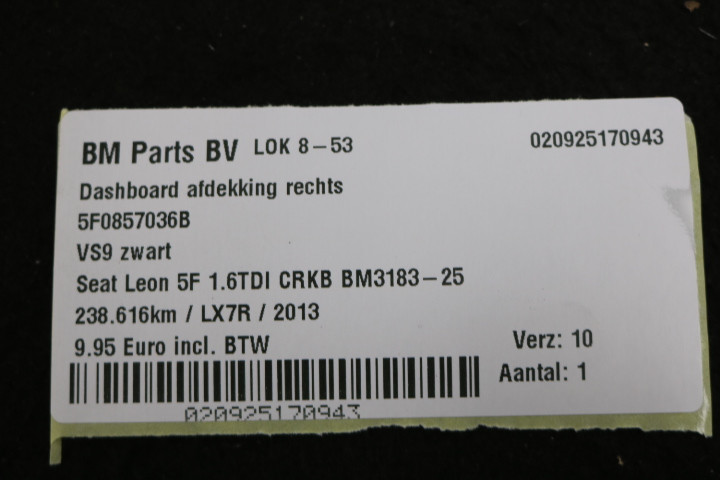 BM Parts BV LOK 8-53 020925170943
Dashboard afdekking rechts
5F0857036B
VS9 zwart
Seat Leon 5F 1.6TDI CRKB BM3183-25
238.616km / LX7R / 2013
9.95 Euro incl. BTW Verz: 10
Aantal: 1
020925170943